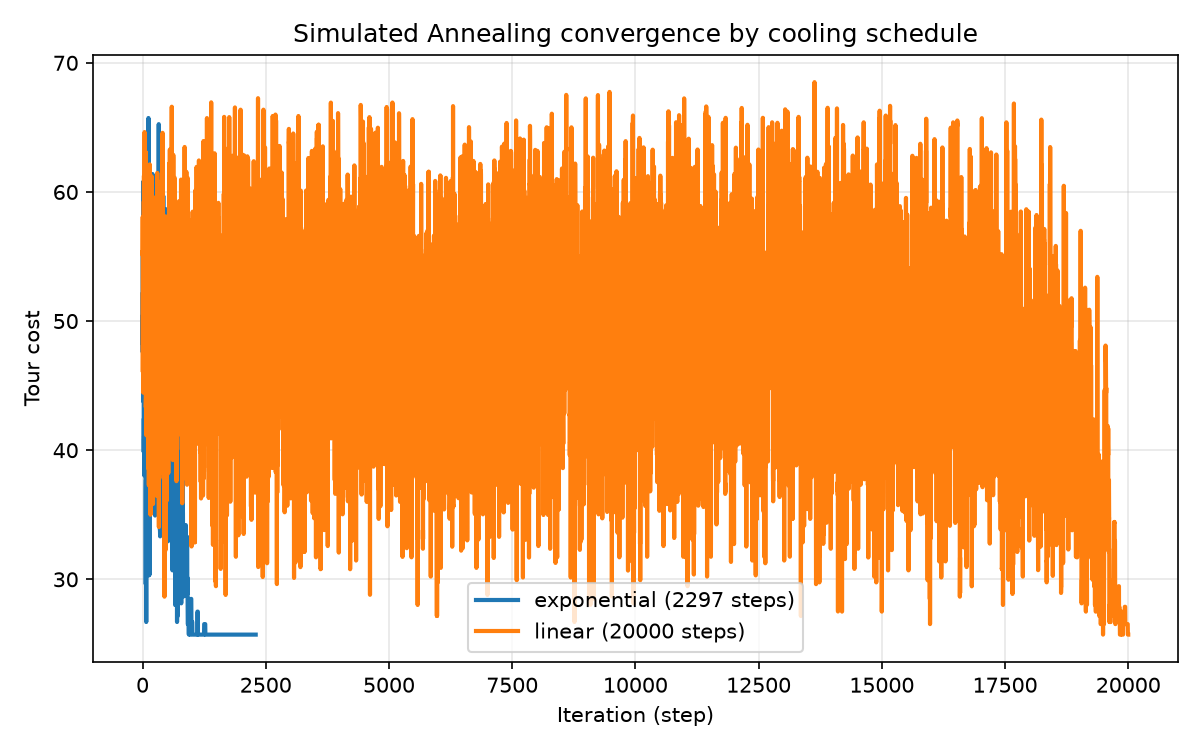 Simulated Annealing convergence by cooling schedule
70
60
50
40
30
Tour cost
exponential (2297 steps)
linear (20000 steps)
0 2500 5000 7500 10000 12500 15000 17500 20000
Iteration (step)